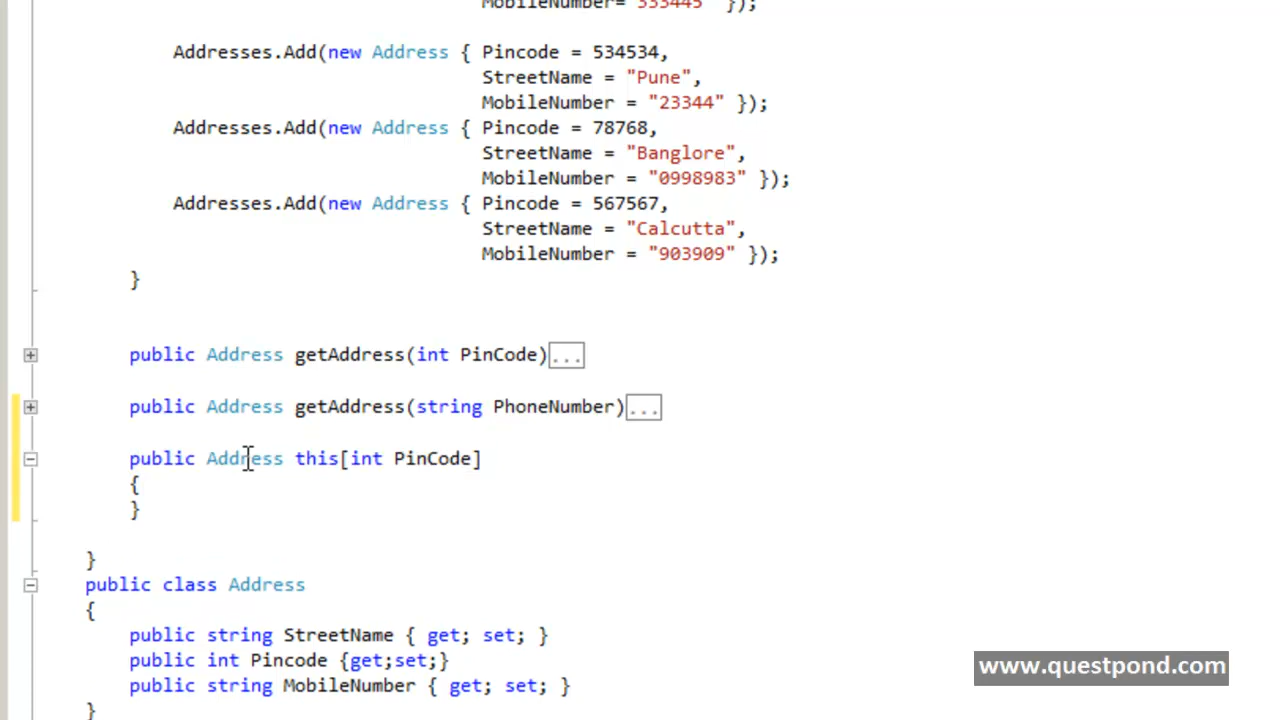 MobileNumber= "333445" });
Addresses.Add(new Address { Pincode = 534534,
StreetName = "Pune",
MobileNumber = "23344" });
Addresses.Add(new Address { Pincode = 78768,
StreetName = "Banglore",
MobileNumber = "0998983" });
Addresses.Add(new Address { Pincode = 567567,
StreetName = "Calcutta",
MobileNumber = "903909" });
}
public Address getAddress(int PinCode)...
public Address getAddress(string PhoneNumber)...
public Address this[int PinCode]
{
}
}
public class Address
{
public string StreetName { get; set; }
public int Pincode {get;set;}
public string MobileNumber { get; set; }
}
www.questpond.com